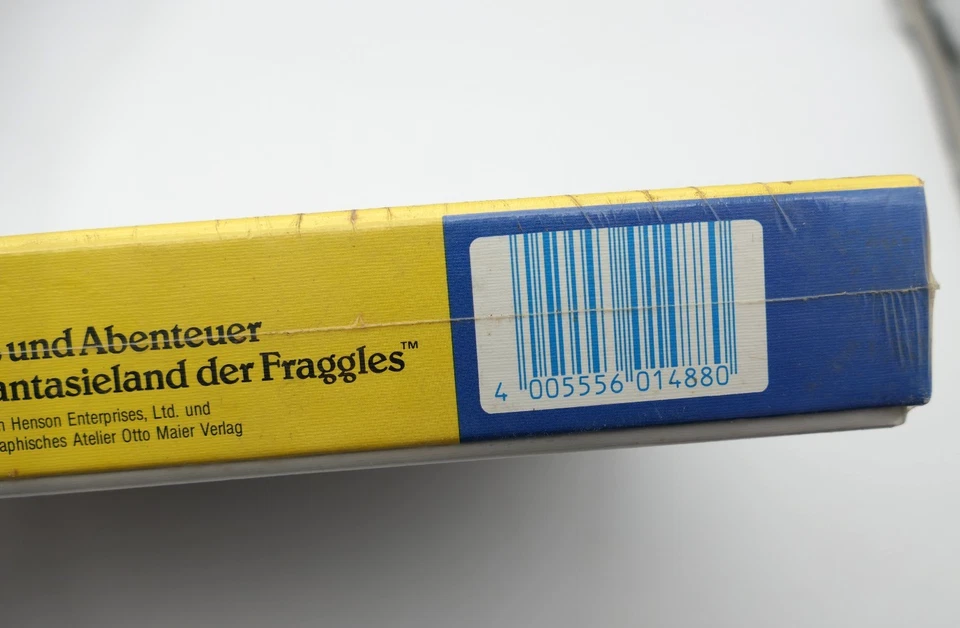 und Abenteuer
antasieland der Fraggles™
Henson Enterprises, Ltd. und
aphisches Atelier Otto Maier Verlag
4 005556 014880